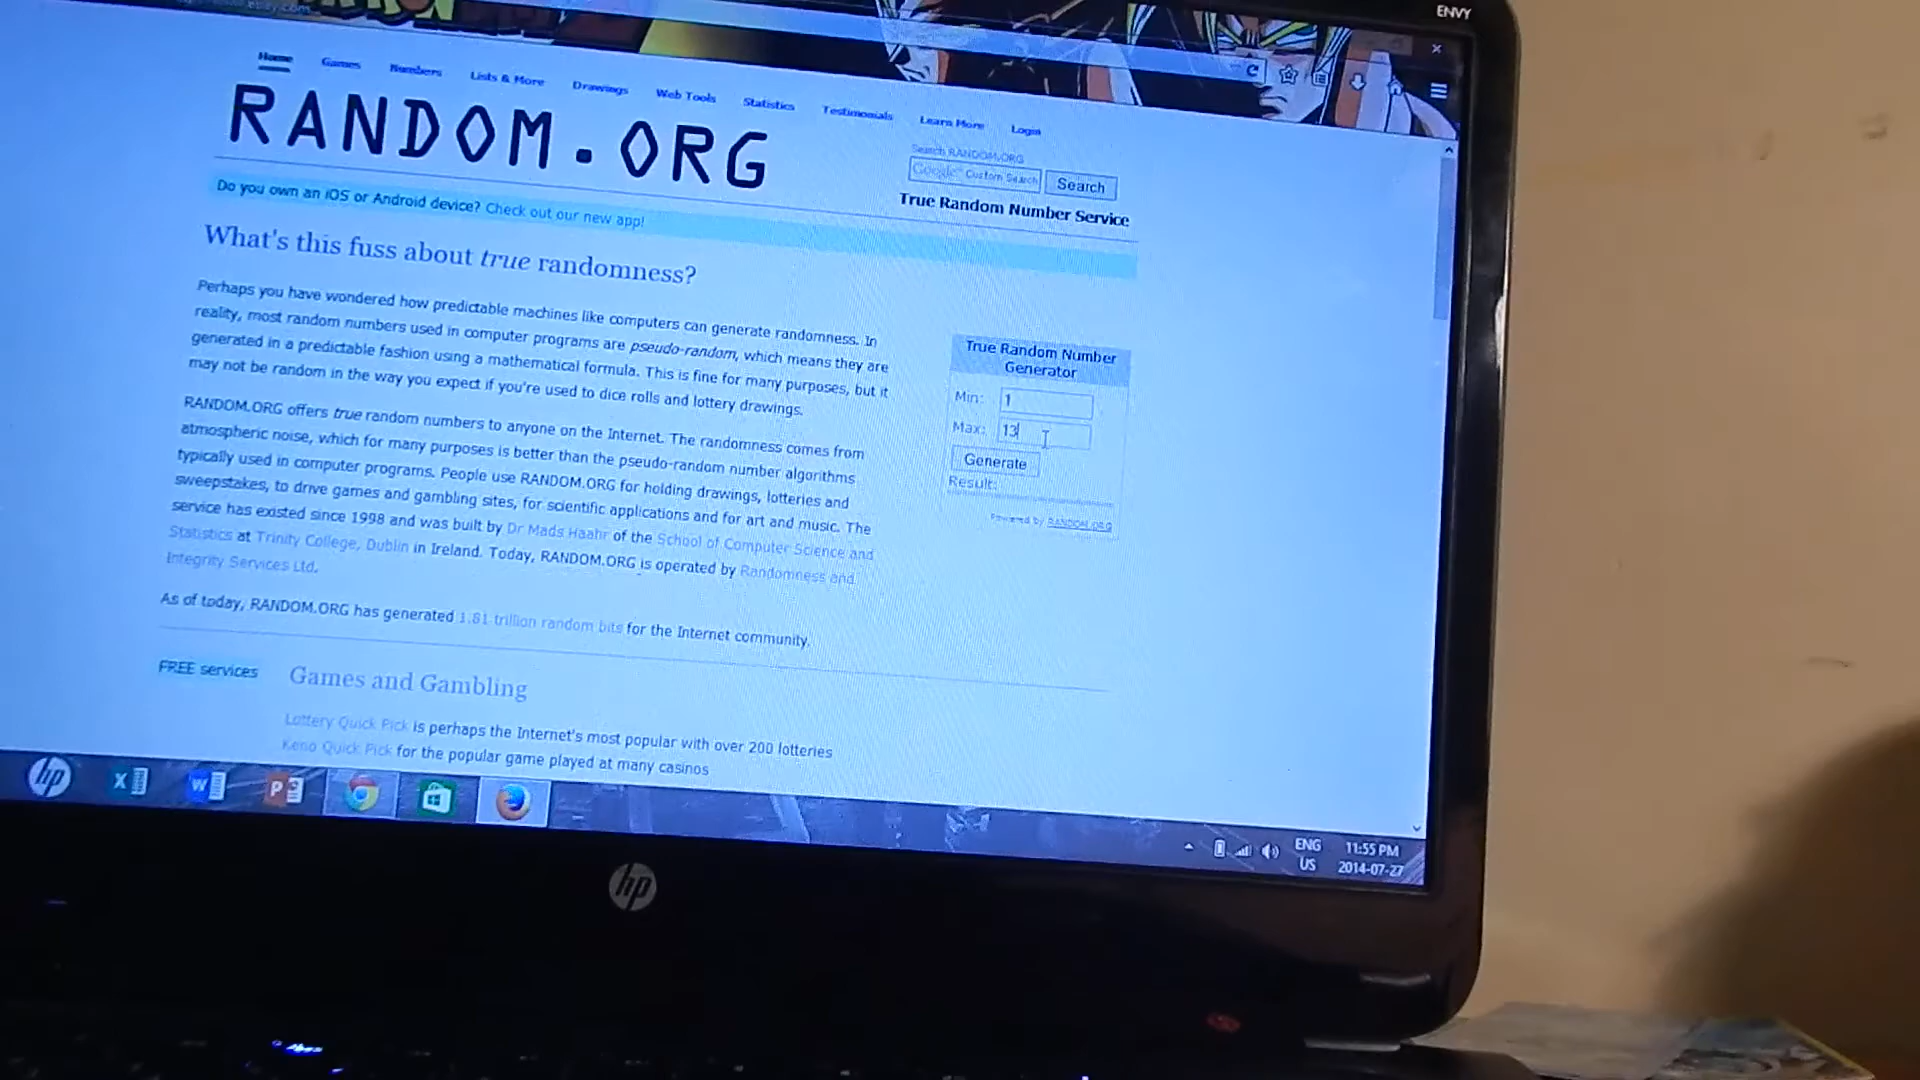 ENVY
Home Games Numbers Lists & More Drawings Web Tools Statistics Testimonials Learn More Login
RANDOM.ORG
Search RANDOM.ORG
Google™ Custom Search Search
True Random Number Service
Do you own an iOS or Android device? Check out our new app!
What's this fuss about true randomness?
Perhaps you have wondered how predictable machines like computers can generate randomness. In
reality, most random numbers used in computer programs are pseudo-random, which means they are
generated in a predictable fashion using a mathematical formula. This is fine for many purposes, but it
may not be random in the way you expect if you're used to dice rolls and lottery drawings.
RANDOM.ORG offers true random numbers to anyone on the Internet. The randomness comes from
atmospheric noise, which for many purposes is better than the pseudo-random number algorithms
typically used in computer programs. People use RANDOM.ORG for holding drawings, lotteries and
sweepstakes, to drive games and gambling sites, for scientific applications and for art and music. The
service has existed since 1998 and was built by Dr Mads Haahr of the School of Computer Science and
Statistics at Trinity College, Dublin in Ireland. Today, RANDOM.ORG is operated by Randomness and
Integrity Services Ltd.
As of today, RANDOM.ORG has generated 1.81 trillion random bits for the Internet community.
True Random Number
Generator
Min: 1
Max: 13
Generate
Result:
Powered by RANDOM.ORG
FREE services
Games and Gambling
Lottery Quick Pick is perhaps the Internet's most popular with over 200 lotteries
Keno Quick Pick for the popular game played at many casinos
hp
X
W
P
ENG
US
11:55 PM
2014-07-27
hp